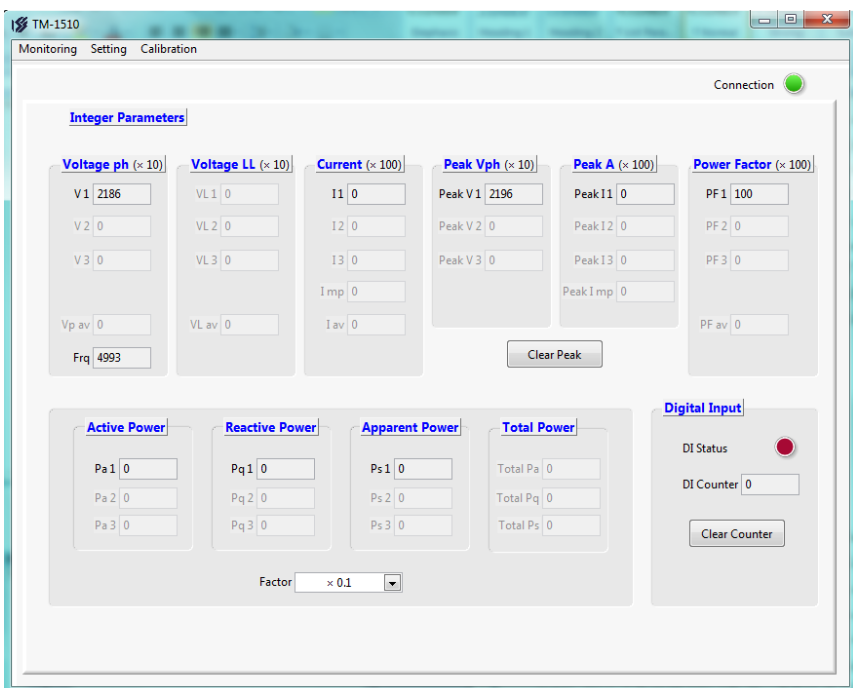 TM-1510
Monitoring Setting Calibration
Connection
Integer Parameters
Voltage ph (× 10) Voltage LL (× 10) Current (× 100) Peak Vph (× 10) Peak A (× 100) Power Factor (× 100)
V 1 2186 VL 1 0 I 1 0 Peak V 1 2196 Peak I 1 0 PF 1 100
V 2 0 VL 2 0 I 2 0 Peak V 2 0 Peak I 2 0 PF 2 0
V 3 0 VL 3 0 I 3 0 Peak V 3 0 Peak I 3 0 PF 3 0
I mp 0 Peak I mp 0
Vp av 0 VL av 0 I av 0 PF av 0
Frq 4993 Clear Peak
Digital Input
Active Power Reactive Power Apparent Power Total Power
DI Status
Pa 1 0 Pq 1 0 Ps 1 0 Total Pa 0
DI Counter 0
Pa 2 0 Pq 2 0 Ps 2 0 Total Pq 0
Pa 3 0 Pq 3 0 Ps 3 0 Total Ps 0
Clear Counter
Factor × 0.1